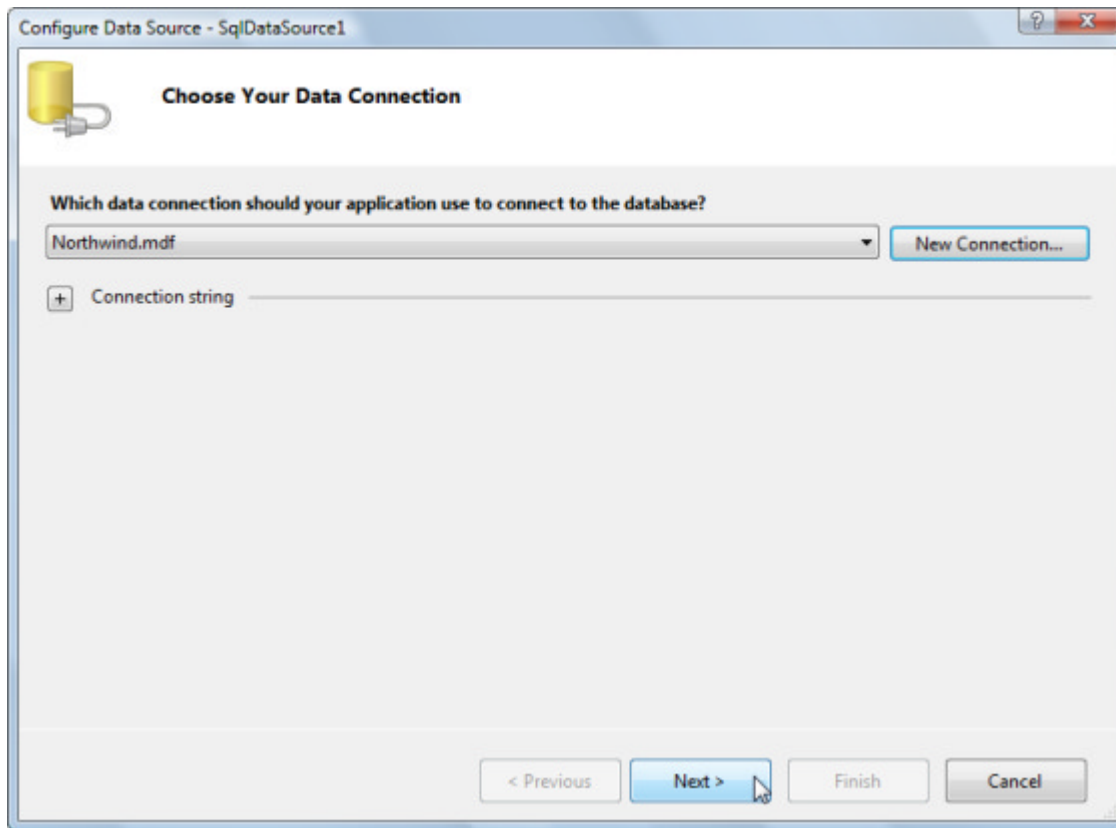 Configure Data Source - SqlDataSource1
Choose Your Data Connection
Which data connection should your application use to connect to the database?
Northwind.mdf
New Connection...
+ Connection string
< Previous
Next >
Finish
Cancel